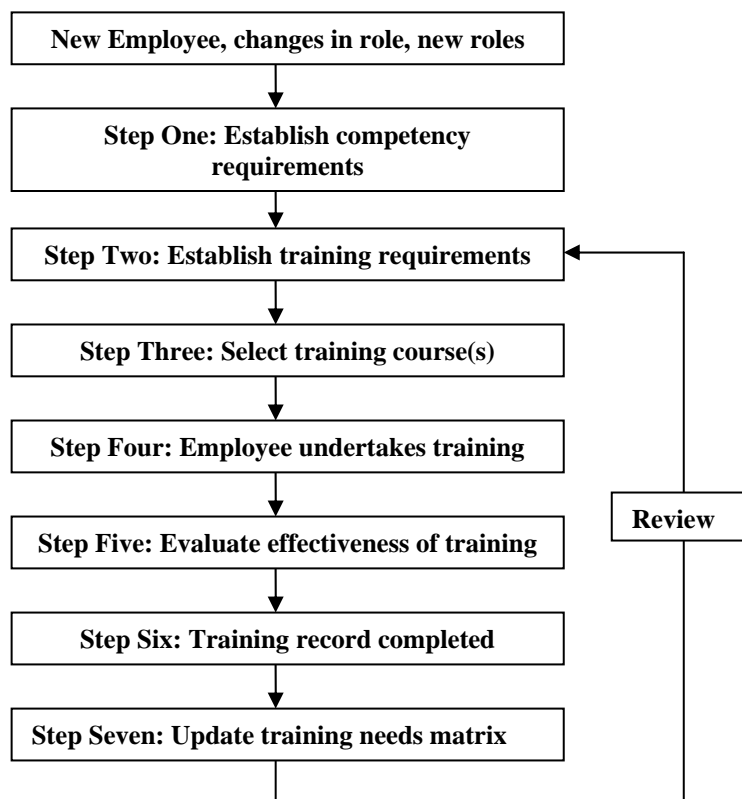 New Employee, changes in role, new roles
Step One: Establish competency
requirements
Step Two: Establish training requirements
Step Three: Select training course(s)
Step Four: Employee undertakes training
Review
Step Five: Evaluate effectiveness of training
Step Six: Training record completed
Step Seven: Update training needs matrix